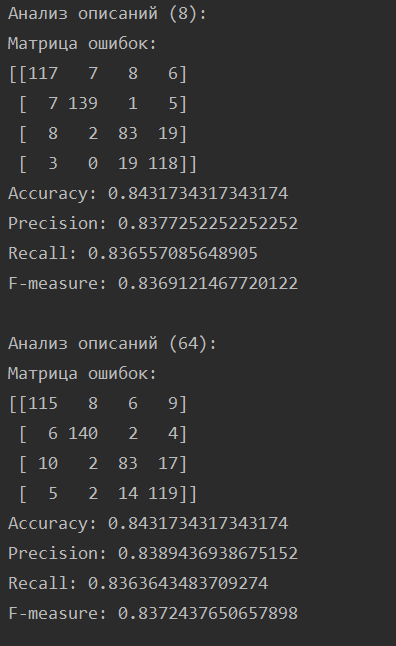 Анализ описаний (8):
Матрица ошибок:
[[117   7   8   6]
 [  7 139   1   5]
 [  8   2  83  19]
 [  3   0  19 118]]
Accuracy: 0.8431734317343174
Precision: 0.8377252252252252
Recall: 0.836557085648905
F-measure: 0.8369121467720122

Анализ описаний (64):
Матрица ошибок:
[[115   8   6   9]
 [  6 140   2   4]
 [ 10   2  83  17]
 [  5   2  14 119]]
Accuracy: 0.8431734317343174
Precision: 0.8389436938675152
Recall: 0.8363643483709274
F-measure: 0.8372437650657898